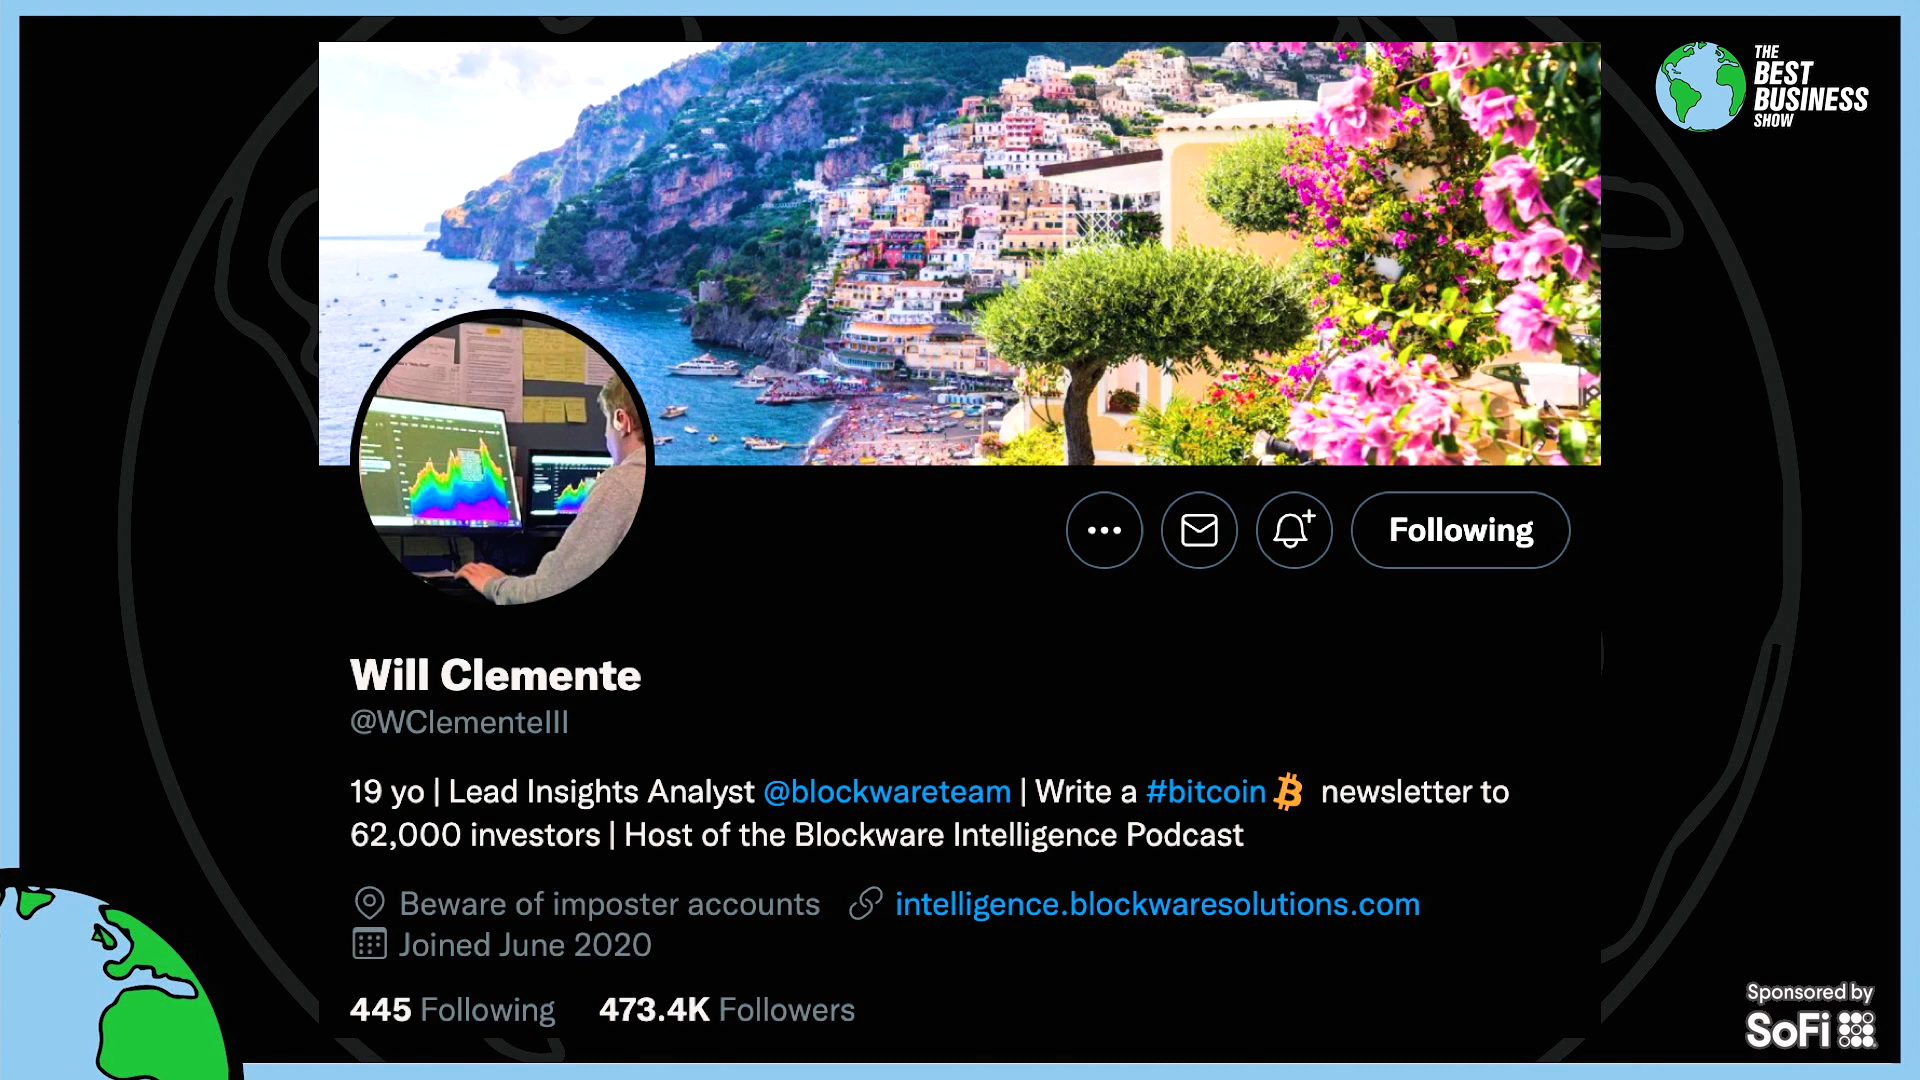 THE
BEST
BUSINESS
SHOW
Following
Will Clemente
@WClementeIII
19 yo | Lead Insights Analyst @blockwareteam | Write a #bitcoin newsletter to
62,000 investors | Host of the Blockware Intelligence Podcast
Beware of imposter accounts intelligence.blockwaresolutions.com
Joined June 2020
445 Following 473.4K Followers
Sponsored by
SoFi